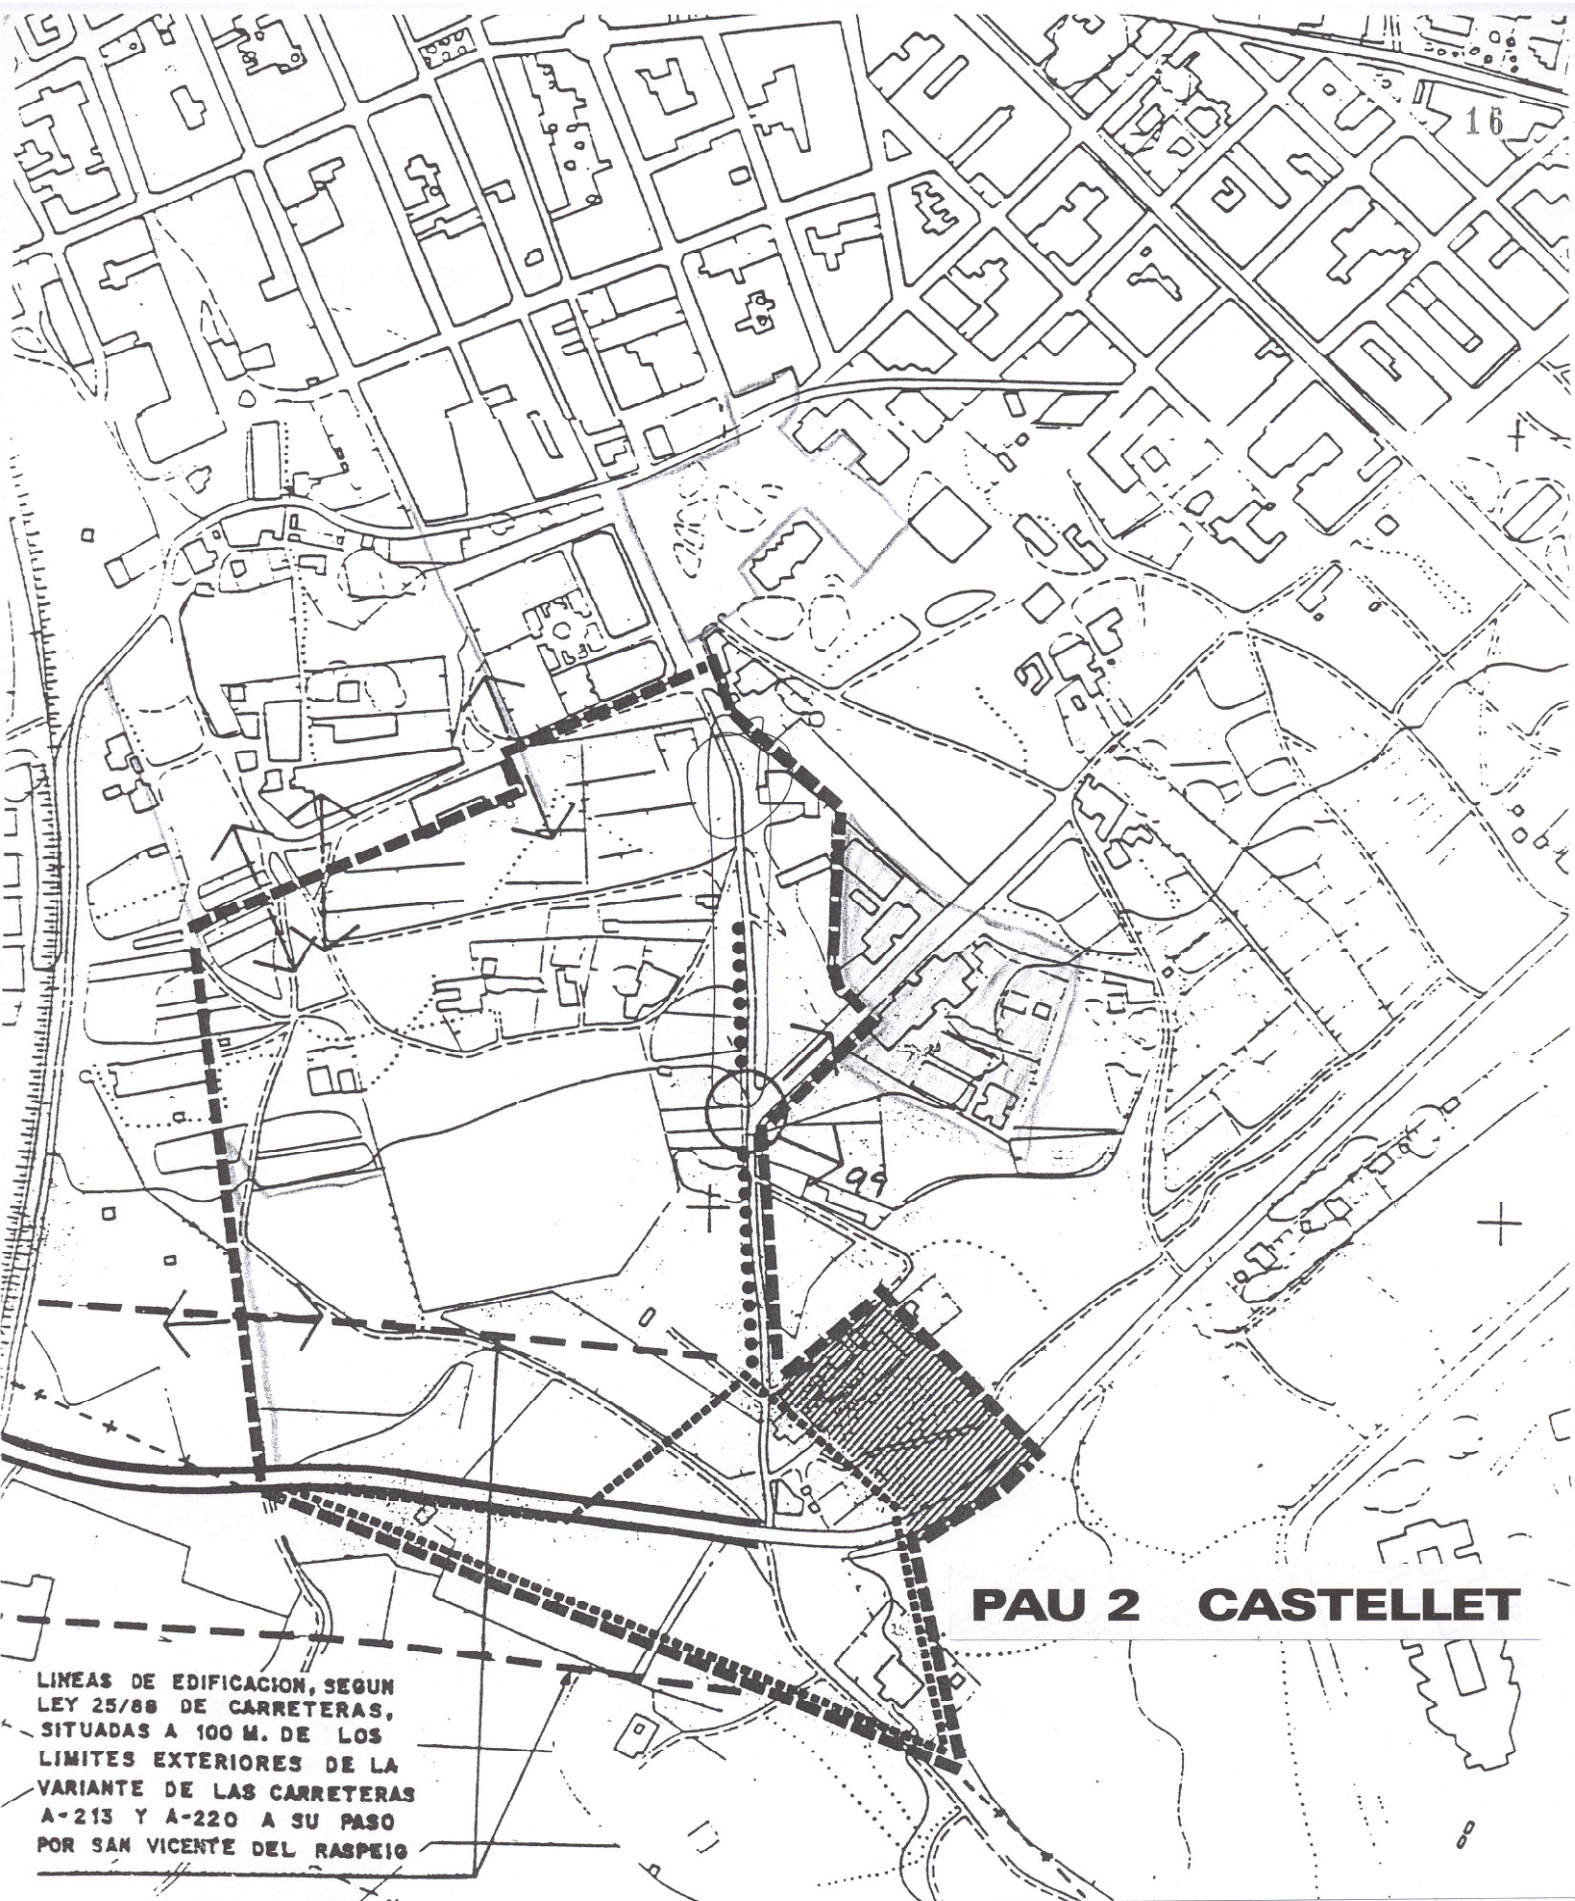 16
99
PAU 2 CASTELLET
LINEAS DE EDIFICACION, SEGUN
LEY 25/88 DE CARRETERAS,
SITUADAS A 100 M. DE LOS
LIMITES EXTERIORES DE LA
VARIANTE DE LAS CARRETERAS
A-213 Y A-220 A SU PASO
POR SAN VICENTE DEL RASPEIG